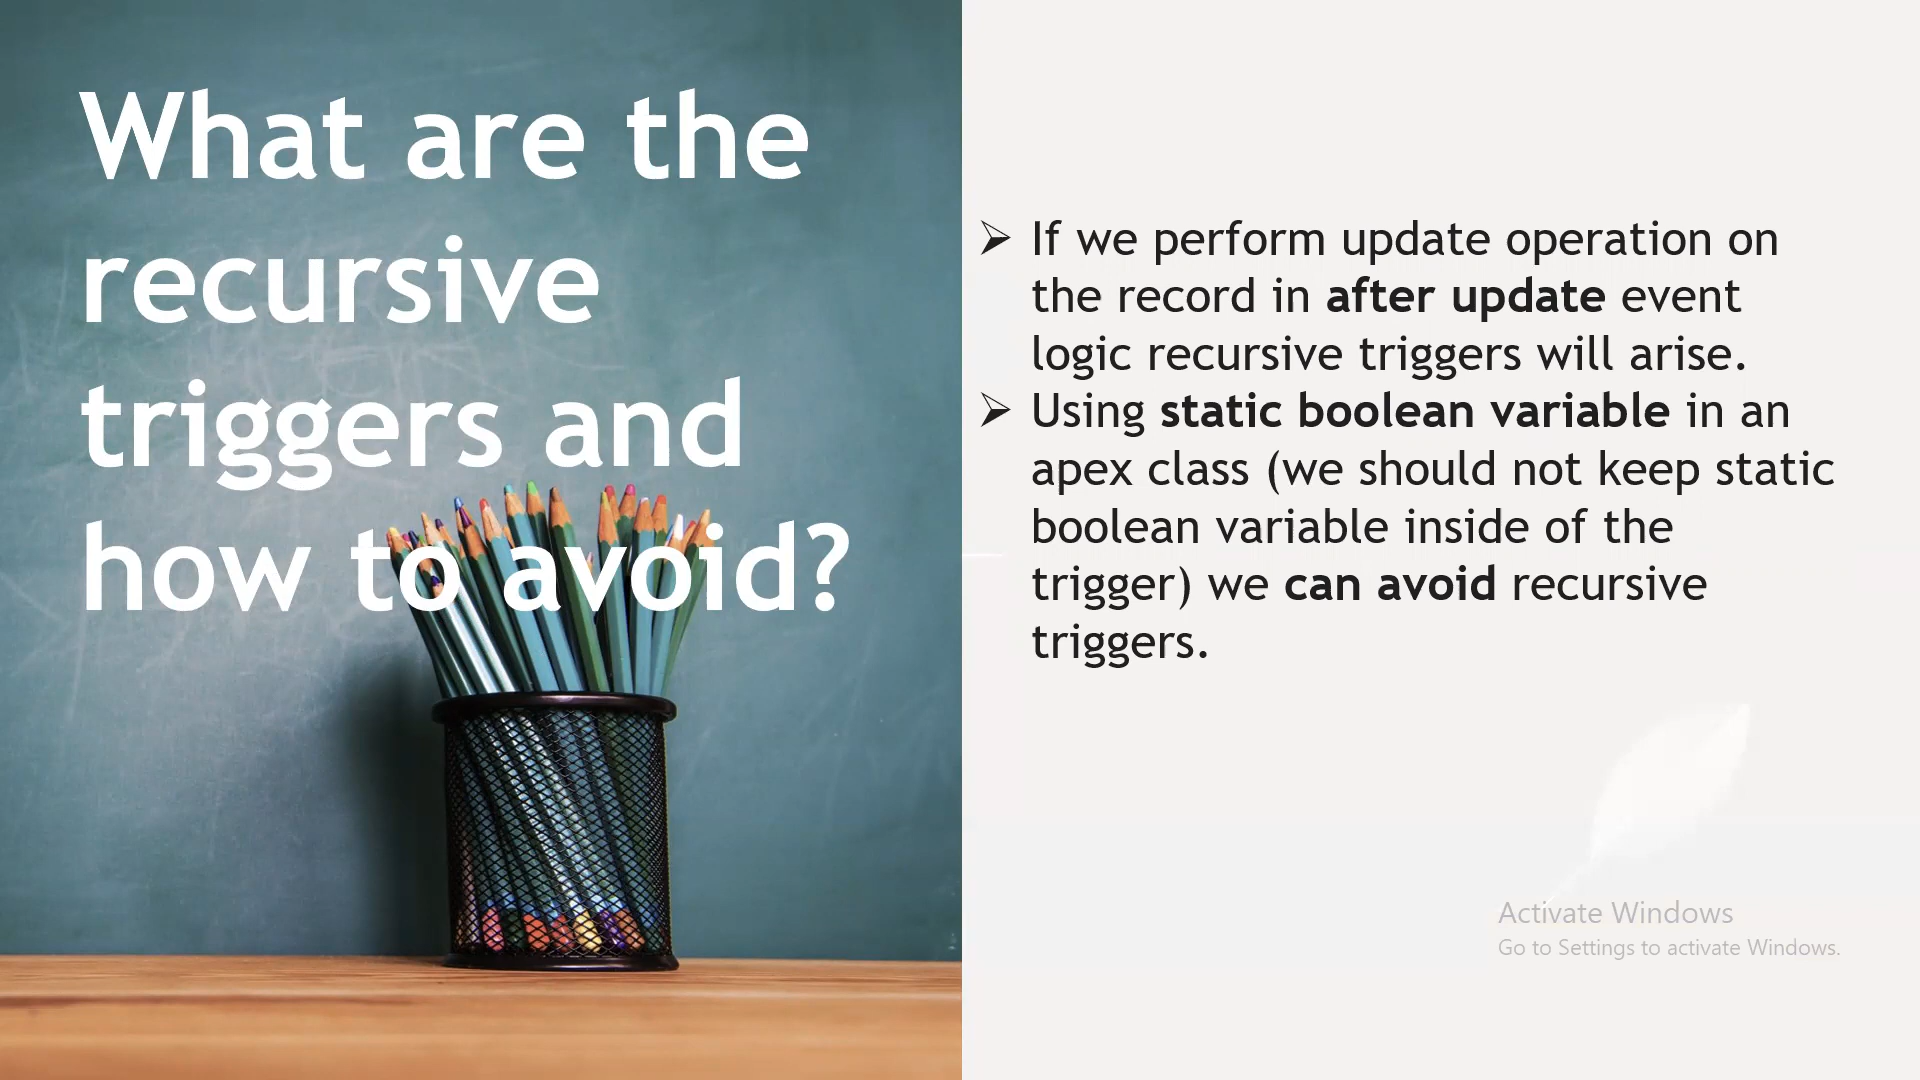 What are the
recursive
triggers and
how to avoid?
➢ If we perform update operation on
the record in after update event
logic recursive triggers will arise.
➢ Using static boolean variable in an
apex class (we should not keep static
boolean variable inside of the
trigger) we can avoid recursive
triggers.
Activate Windows
Go to Settings to activate Windows.